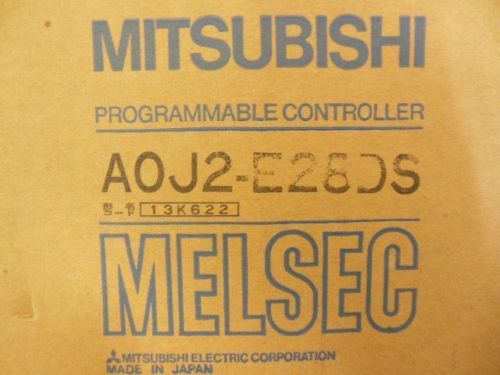 MITSUBISHI
PROGRAMMABLE CONTROLLER
A0J2-E28DS
13K622
MELSEC
MITSUBISHI ELECTRIC CORPORATION
MADE IN JAPAN